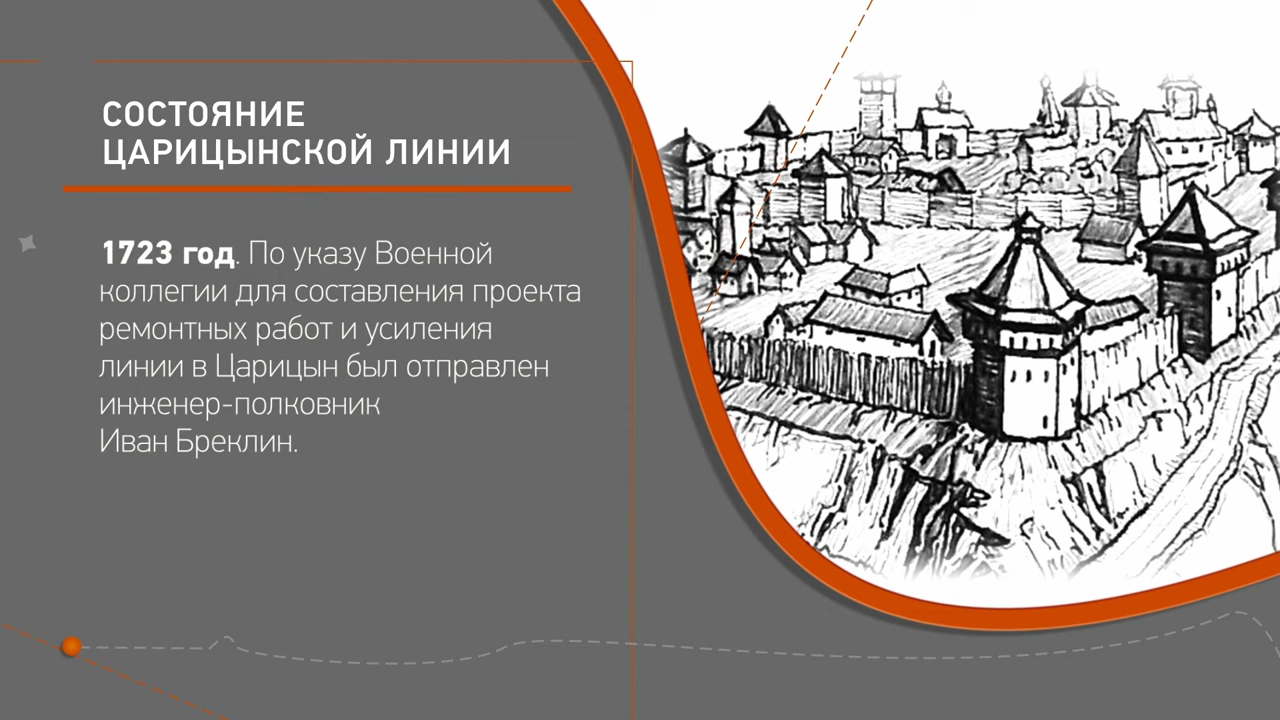 СОСТОЯНИЕ
ЦАРИЦЫНСКОЙ ЛИНИИ
1723 год. По указу Военной
коллегии для составления проекта
ремонтных работ и усиления
линии в Царицын был отправлен
инженер-полковник
Иван Бреклин.